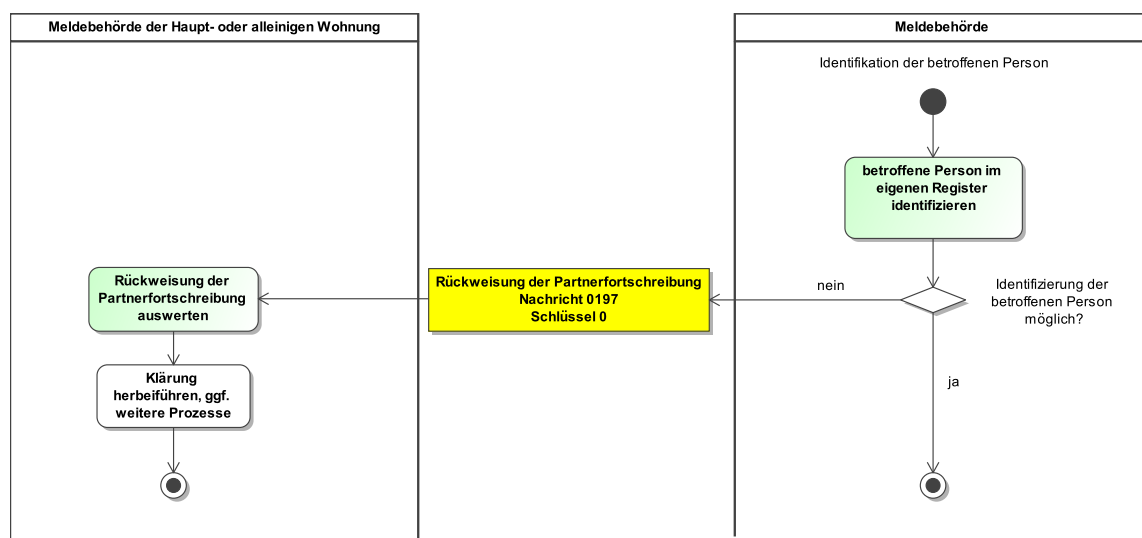 Meldebehörde der Haupt- oder alleinigen Wohnung
Meldebehörde
Identifikation der betroffenen Person
betroffene Person im
eigenen Register
identifizieren
Identifizierung der
betroffenen Person
möglich?
nein
ja
Rückweisung der Partnerfortschreibung
Nachricht 0197
Schlüssel 0
Rückweisung der
Partnerfortschreibung
auswerten
Klärung
herbeiführen, ggf.
weitere Prozesse